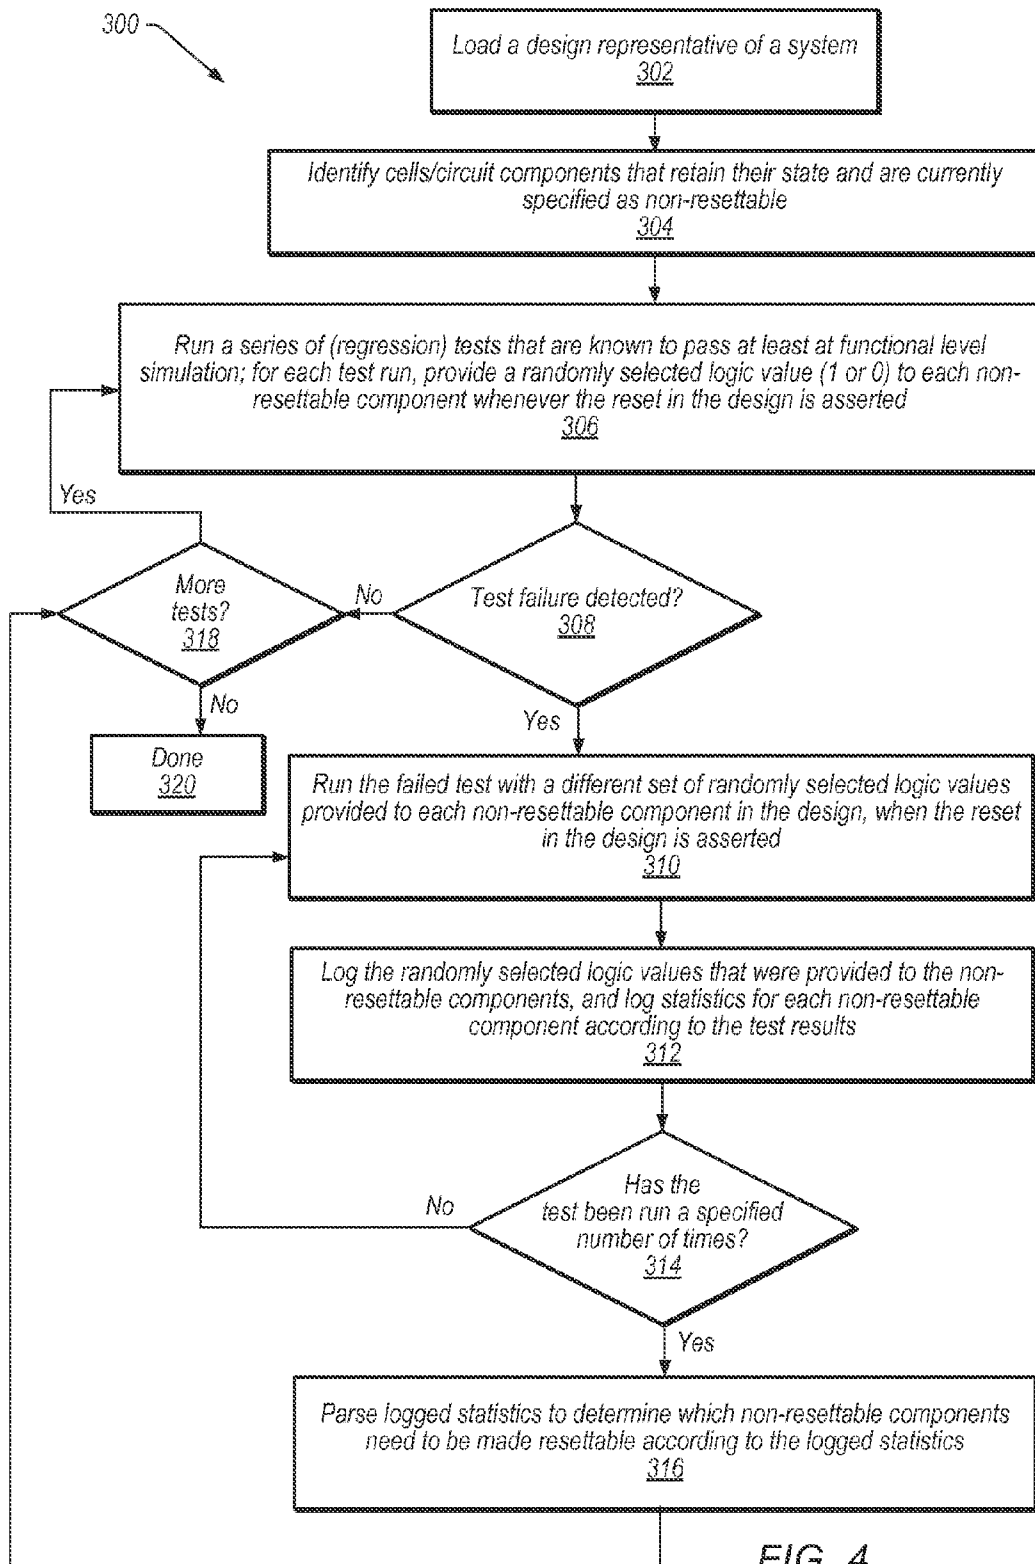 300
Load a design representative of a system
302
Identify cells/circuit components that retain their state and are currently
specified as non-resettable
304
Run a series of (regression) tests that are known to pass at least at functional level
simulation; for each test run, provide a randomly selected logic value (1 or 0) to each non-
resettable component whenever the reset in the design is asserted
306
Yes
More
tests?
318
No
Test failure detected?
308
No
Yes
Done
320
Run the failed test with a different set of randomly selected logic values
provided to each non-resettable component in the design, when the reset
in the design is asserted
310
Log the randomly selected logic values that were provided to the non-
resettable components, and log statistics for each non-resettable
component according to the test results
312
No
Has the
test been run a specified
number of times?
314
Yes
Parse logged statistics to determine which non-resettable components
need to be made resettable according to the logged statistics
316
FIG. 4